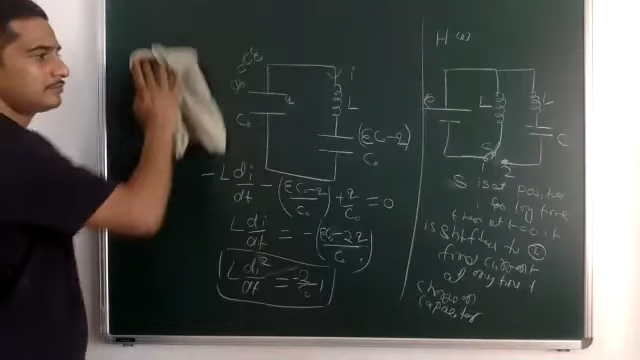 i
q
L
C₀
(εC₀-q)
C₀
-L di/dt - (εC₀-q)/C₀ + q/C₀ = 0
L di/dt = -(εC₀-2q)/C₀
L di²/dt = -2/C₀ i
H ω
e
L
L
C
S
1
2
S is at position
1 for long time
then at t=0 it
is shifted to ②
find current
at any time t
charge on
capacitor